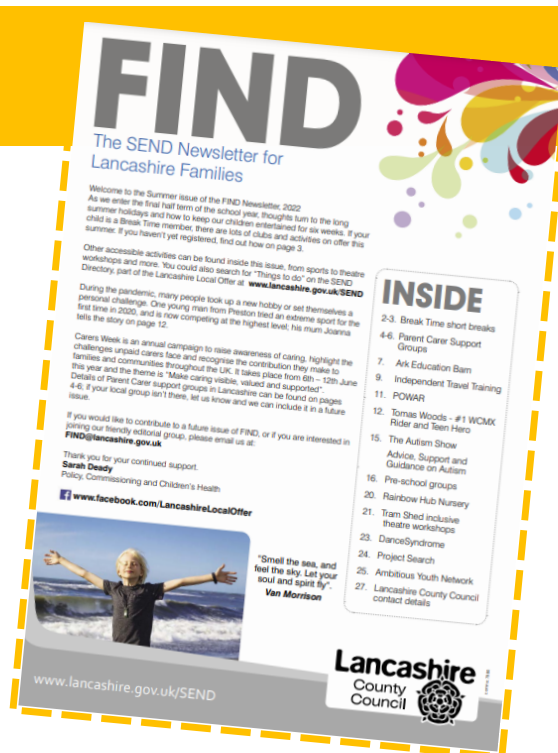 FIND
The SEND Newsletter for
Lancashire Families
Welcome to the Summer issue of the FIND Newsletter, 2022
As we enter the final half term of the school year, thoughts turn to the long
summer holidays and how to keep our children entertained for six weeks. If your
child is a Break Time member, there are lots of clubs and activities on offer this
summer. If you haven't yet registered, find out how on page 3.
Other accessible activities can be found inside this issue, from sports to theatre
workshops and more. You could also search for "Things to do" on the SEND
Directory, part of the Lancashire Local Offer at www.lancashire.gov.uk/SEND
During the pandemic, many people took up a new hobby or set themselves a
personal challenge. One young man from Preston tried an extreme sport for the
first time in 2020, and is now competing at the highest level; his mum Joanna
tells the story on page 12.
Carers Week is an annual campaign to raise awareness of caring, highlight the
challenges unpaid carers face and recognise the contribution they make to
families and communities throughout the UK. It takes place from 6th – 12th June
this year and the theme is "Make caring visible, valued and supported".
Details of Parent Carer support groups in Lancashire can be found on pages
4-6; if your local group isn't there, let us know and we can include it in a future
issue.
If you would like to contribute to a future issue of FIND, or if you are interested in
joining our friendly editorial group, please email us at:
FIND@lancashire.gov.uk
Thank you for your continued support.
Sarah Deady
Policy, Commissioning and Children's Health
www.facebook.com/LancashireLocalOffer
INSIDE
2-3. Break Time short breaks
4-6. Parent Carer Support
Groups
7. Ark Education Barn
9. Independent Travel Training
11. POWAR
12. Tomas Woods - #1 WCMX
Rider and Teen Hero
15. The Autism Show
Advice, Support and
Guidance on Autism
16. Pre-school groups
20. Rainbow Hub Nursery
21. Tram Shed inclusive
theatre workshops
23. DanceSyndrome
24. Project Search
25. Ambitious Youth Network
27. Lancashire County Council
contact details
"Smell the sea, and
feel the sky. Let your
soul and spirit fly".
Van Morrison
www.lancashire.gov.uk/SEND
Lancashire
County
Council